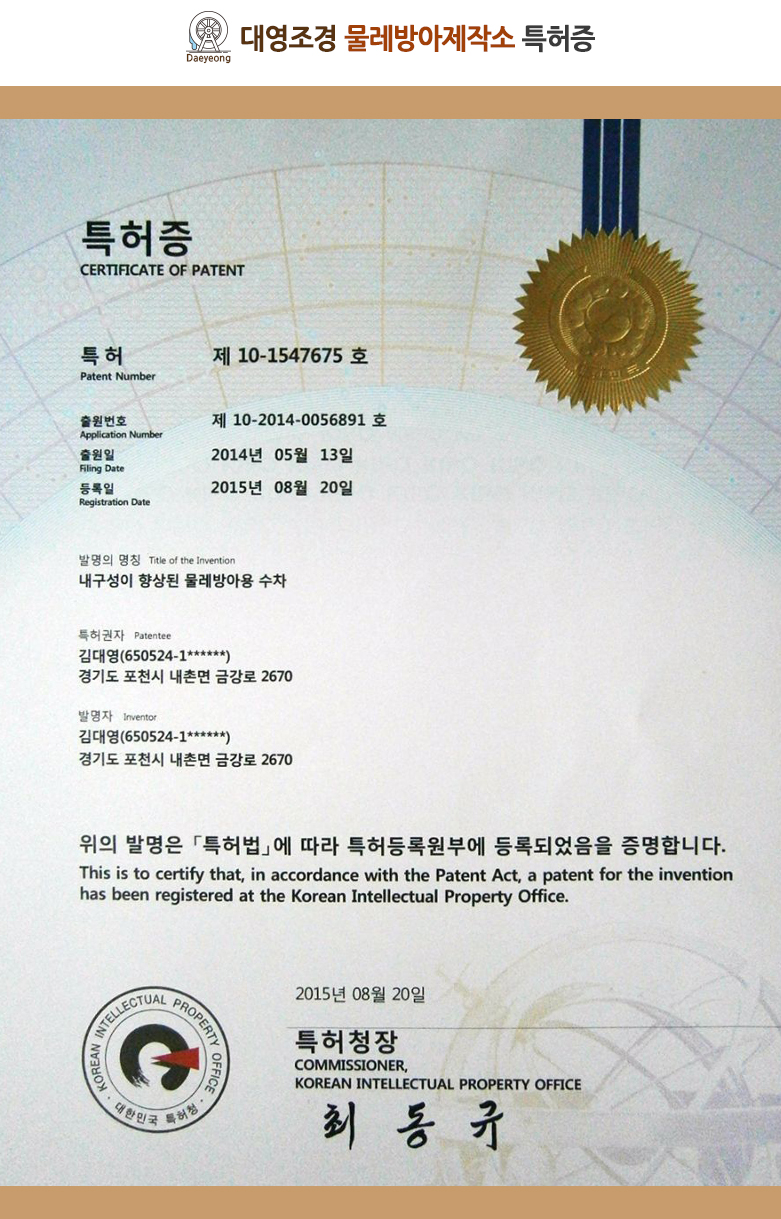 Daeyeong
대영조경 물레방아제작소 특허증
특허증
CERTIFICATE OF PATENT
특허 제 10-1547675 호
Patent Number
출원번호 제 10-2014-0056891 호
Application Number
출원일 2014년 05월 13일
Filing Date
등록일 2015년 08월 20일
Registration Date
발명의 명칭 Title of the Invention
내구성이 향상된 물레방아용 수차
특허권자 Patentee
김대영(650524-1******)
경기도 포천시 내촌면 금강로 2670
발명자 Inventor
김대영(650524-1******)
경기도 포천시 내촌면 금강로 2670
위의 발명은 「특허법」에 따라 특허등록원부에 등록되었음을 증명합니다.
This is to certify that, in accordance with the Patent Act, a patent for the invention
has been registered at the Korean Intellectual Property Office.
2015년 08월 20일
특허청장
COMMISSIONER,
KOREAN INTELLECTUAL PROPERTY OFFICE
최동규
KOREAN INTELLECTUAL PROPERTY OFFICE
대한민국 특허청